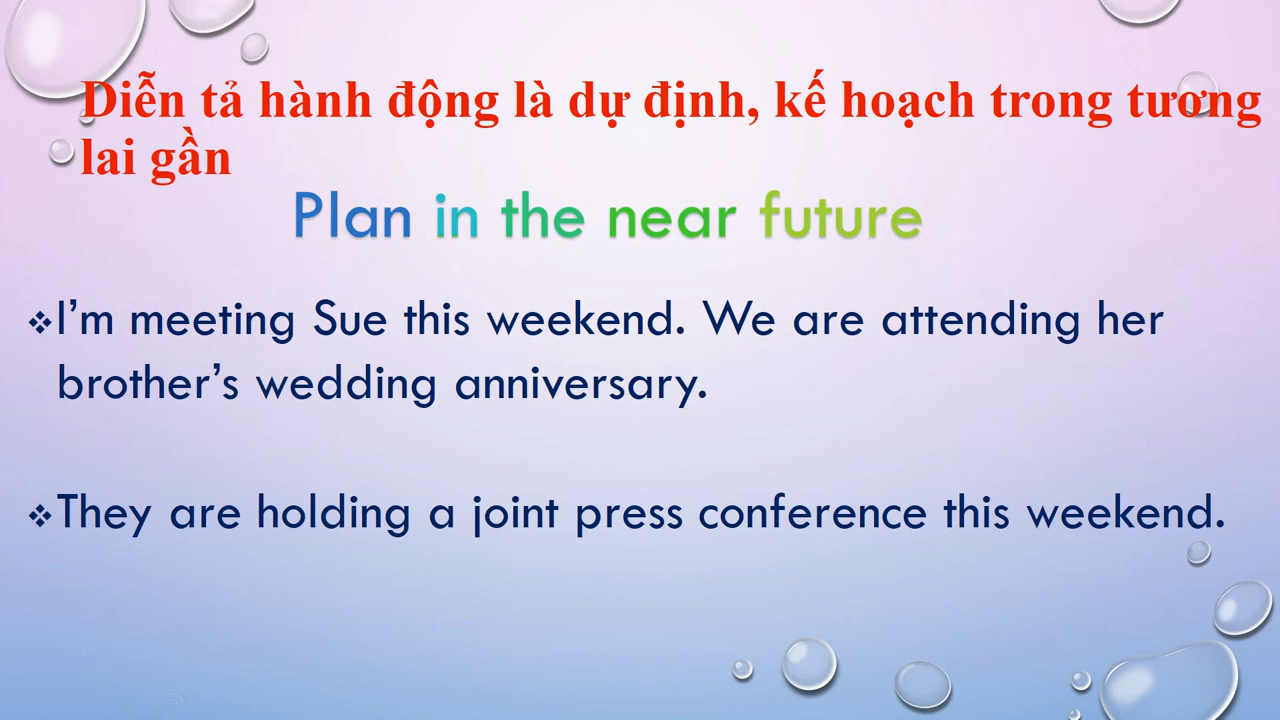 Diễn tả hành động là dự định, kế hoạch trong tương
lai gần
Plan in the near future
❖I’m meeting Sue this weekend. We are attending her
brother’s wedding anniversary.
❖They are holding a joint press conference this weekend.